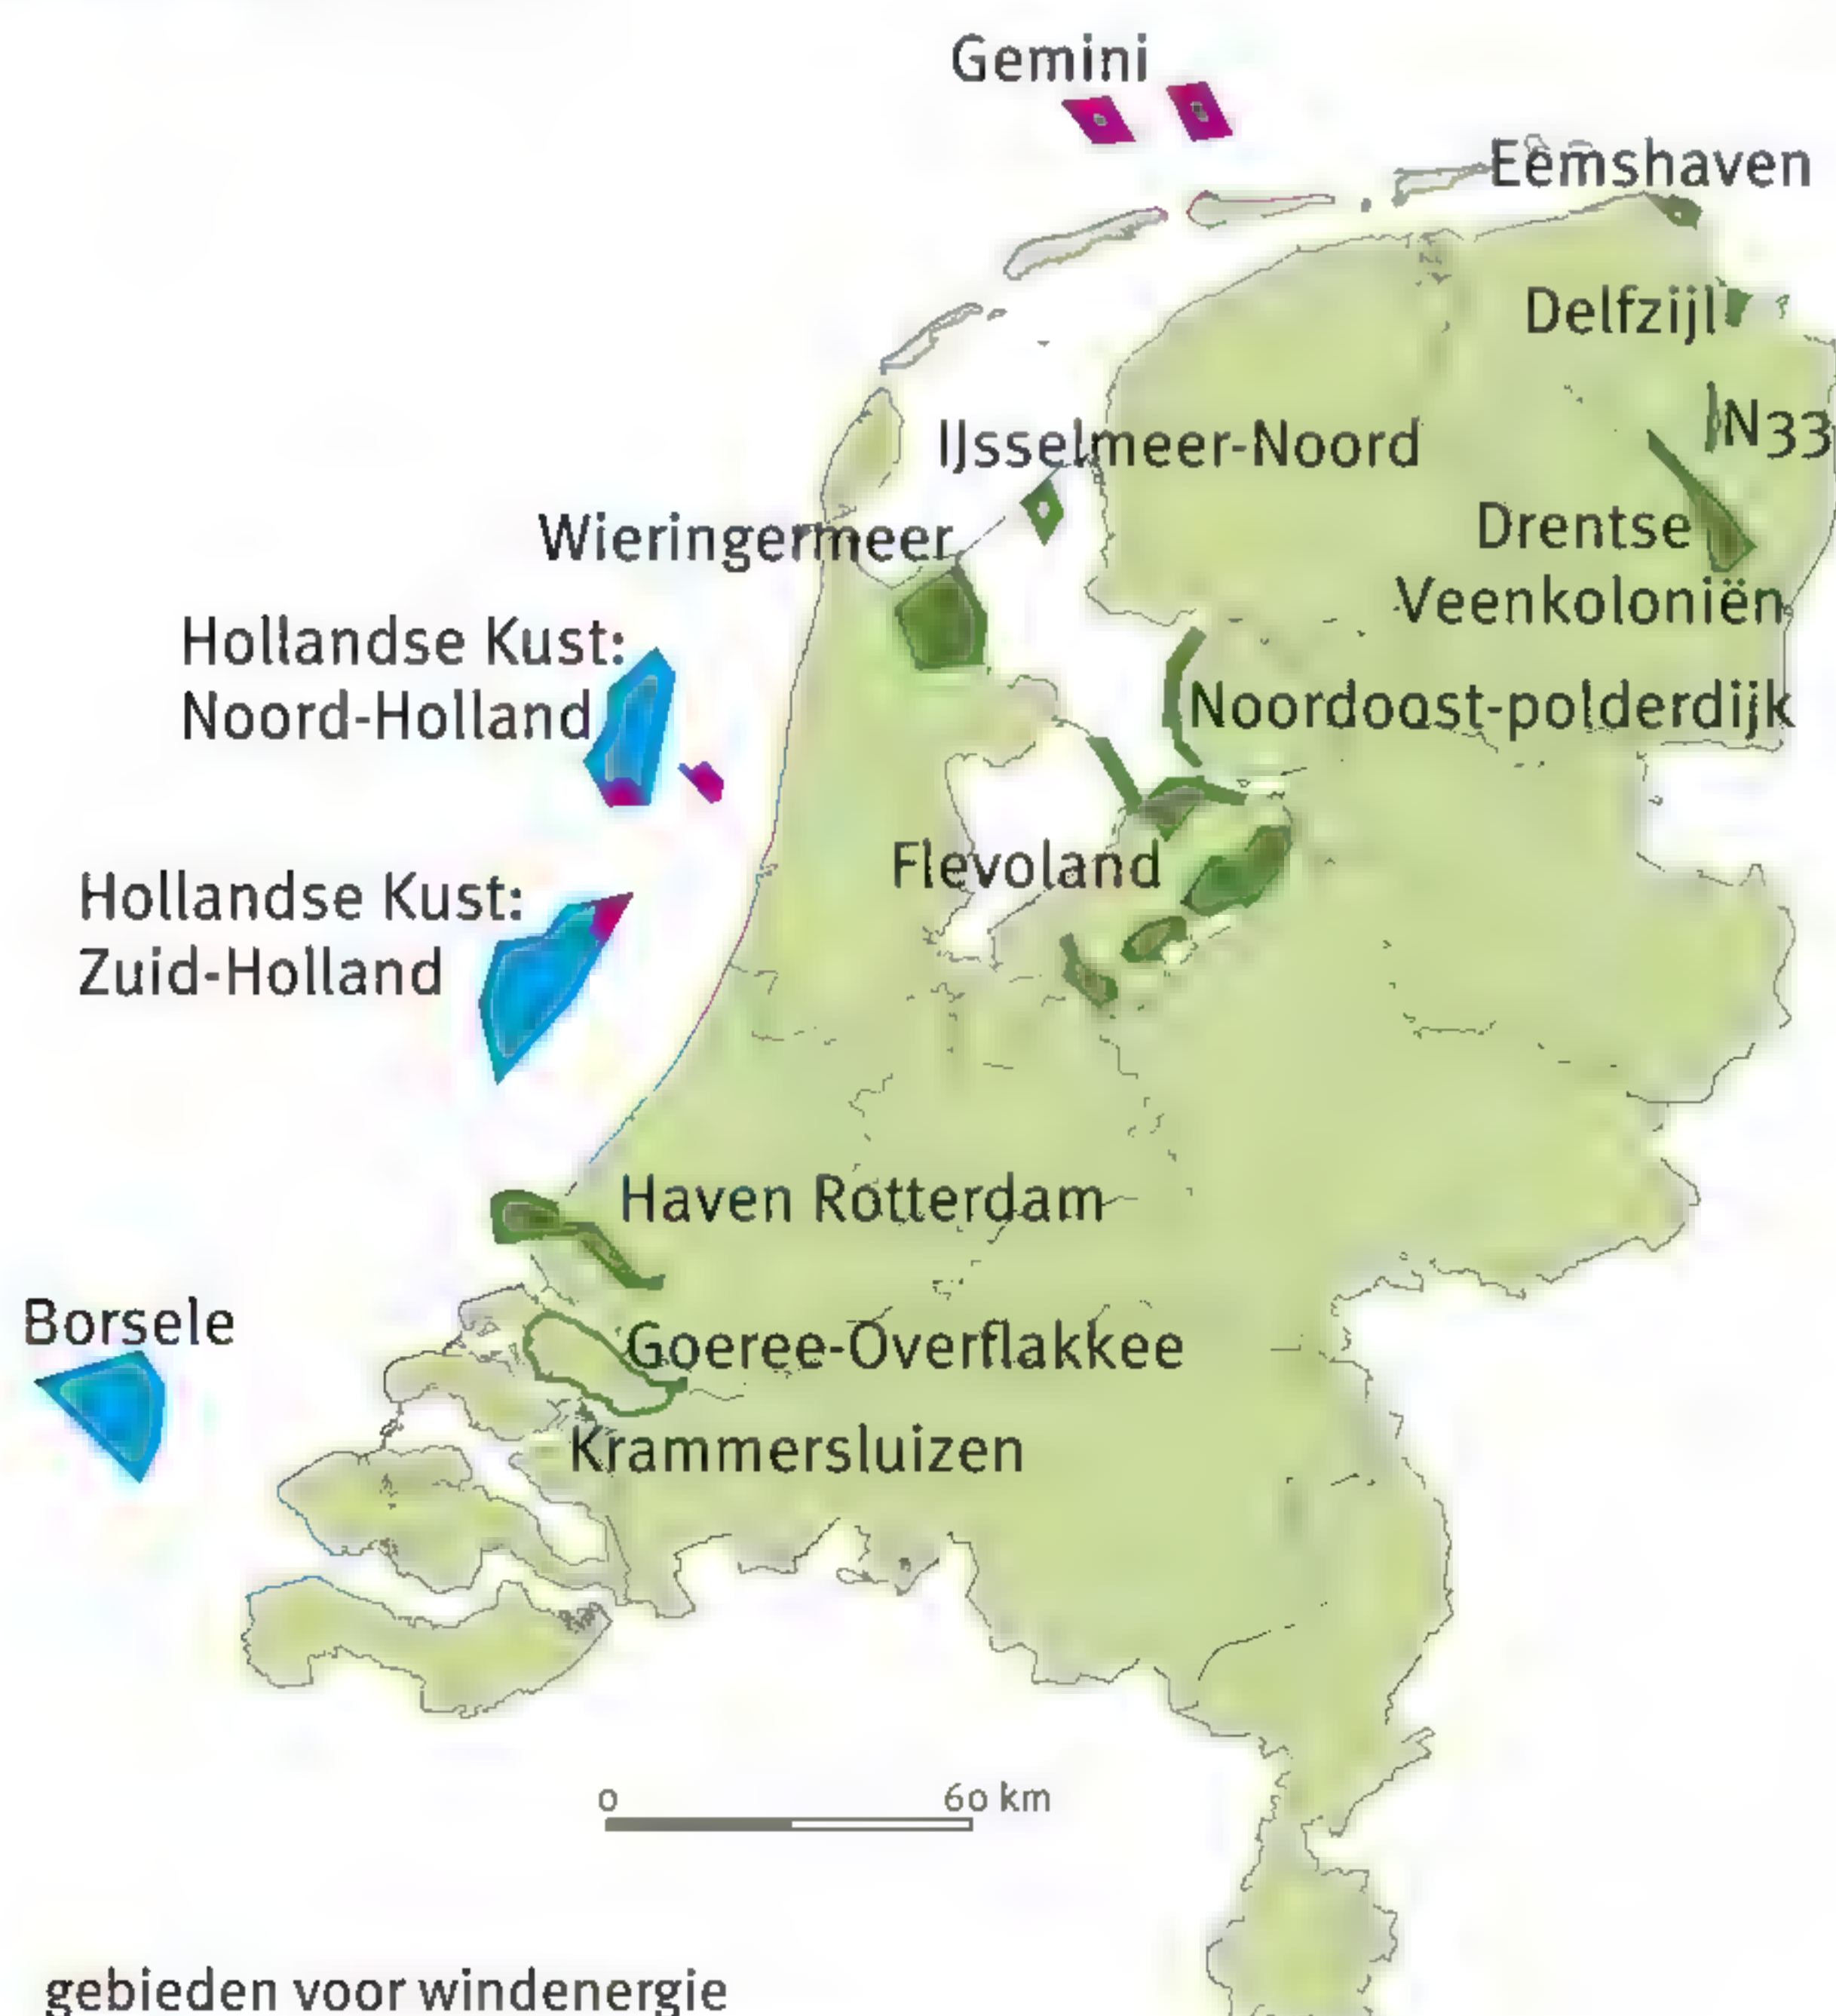 Gemini
Eemshaven
Delfzijl
N33
IJsselmeer-Noord
Drentse
Veenkoloniën
Wieringermeer
Hollandse Kust:
Noord-Holland
Noordoost-polderdijk
Flevoland
Hollandse Kust:
Zuid-Holland
Haven Rotterdam
Borsele
Goeree-Overflakkee
Krammersluizen
0 60 km
gebieden voor windenergie